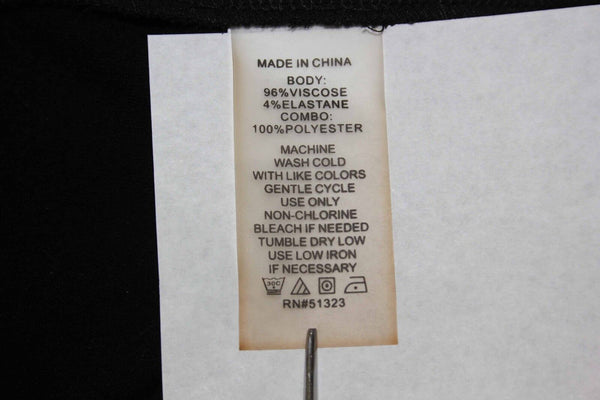 MADE IN CHINA
BODY:
96%VISCOSE
4%ELASTANE
COMBO:
100%POLYESTER
MACHINE
WASH COLD
WITH LIKE COLORS
GENTLE CYCLE
USE ONLY
NON-CHLORINE
BLEACH IF NEEDED
TUMBLE DRY LOW
USE LOW IRON
IF NECESSARY
30C
RN#51323